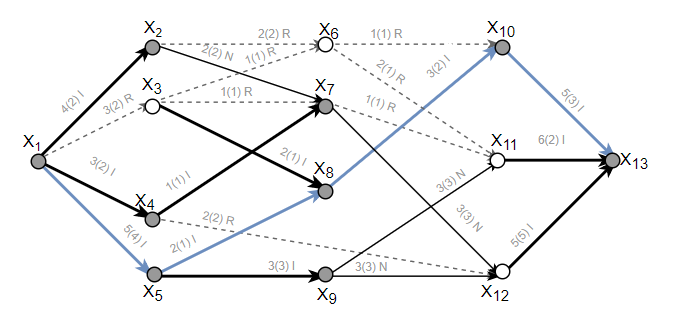 X2
2(2) R
X6
1(1) R
X10
2(2) N
1(1) R
4(2) I
X3
3(2) R
1(1) R
X7
2(1) R
3(2) I
5(3) I
1(1) R
X1
3(2) I
2(1) I
X8
X11
6(2) I
X13
1(1) I
3(3) N
X4
2(2) R
3(3) N
5(4) I
2(1) I
5(5) I
X5
3(3) I
X9
3(3) N
X12